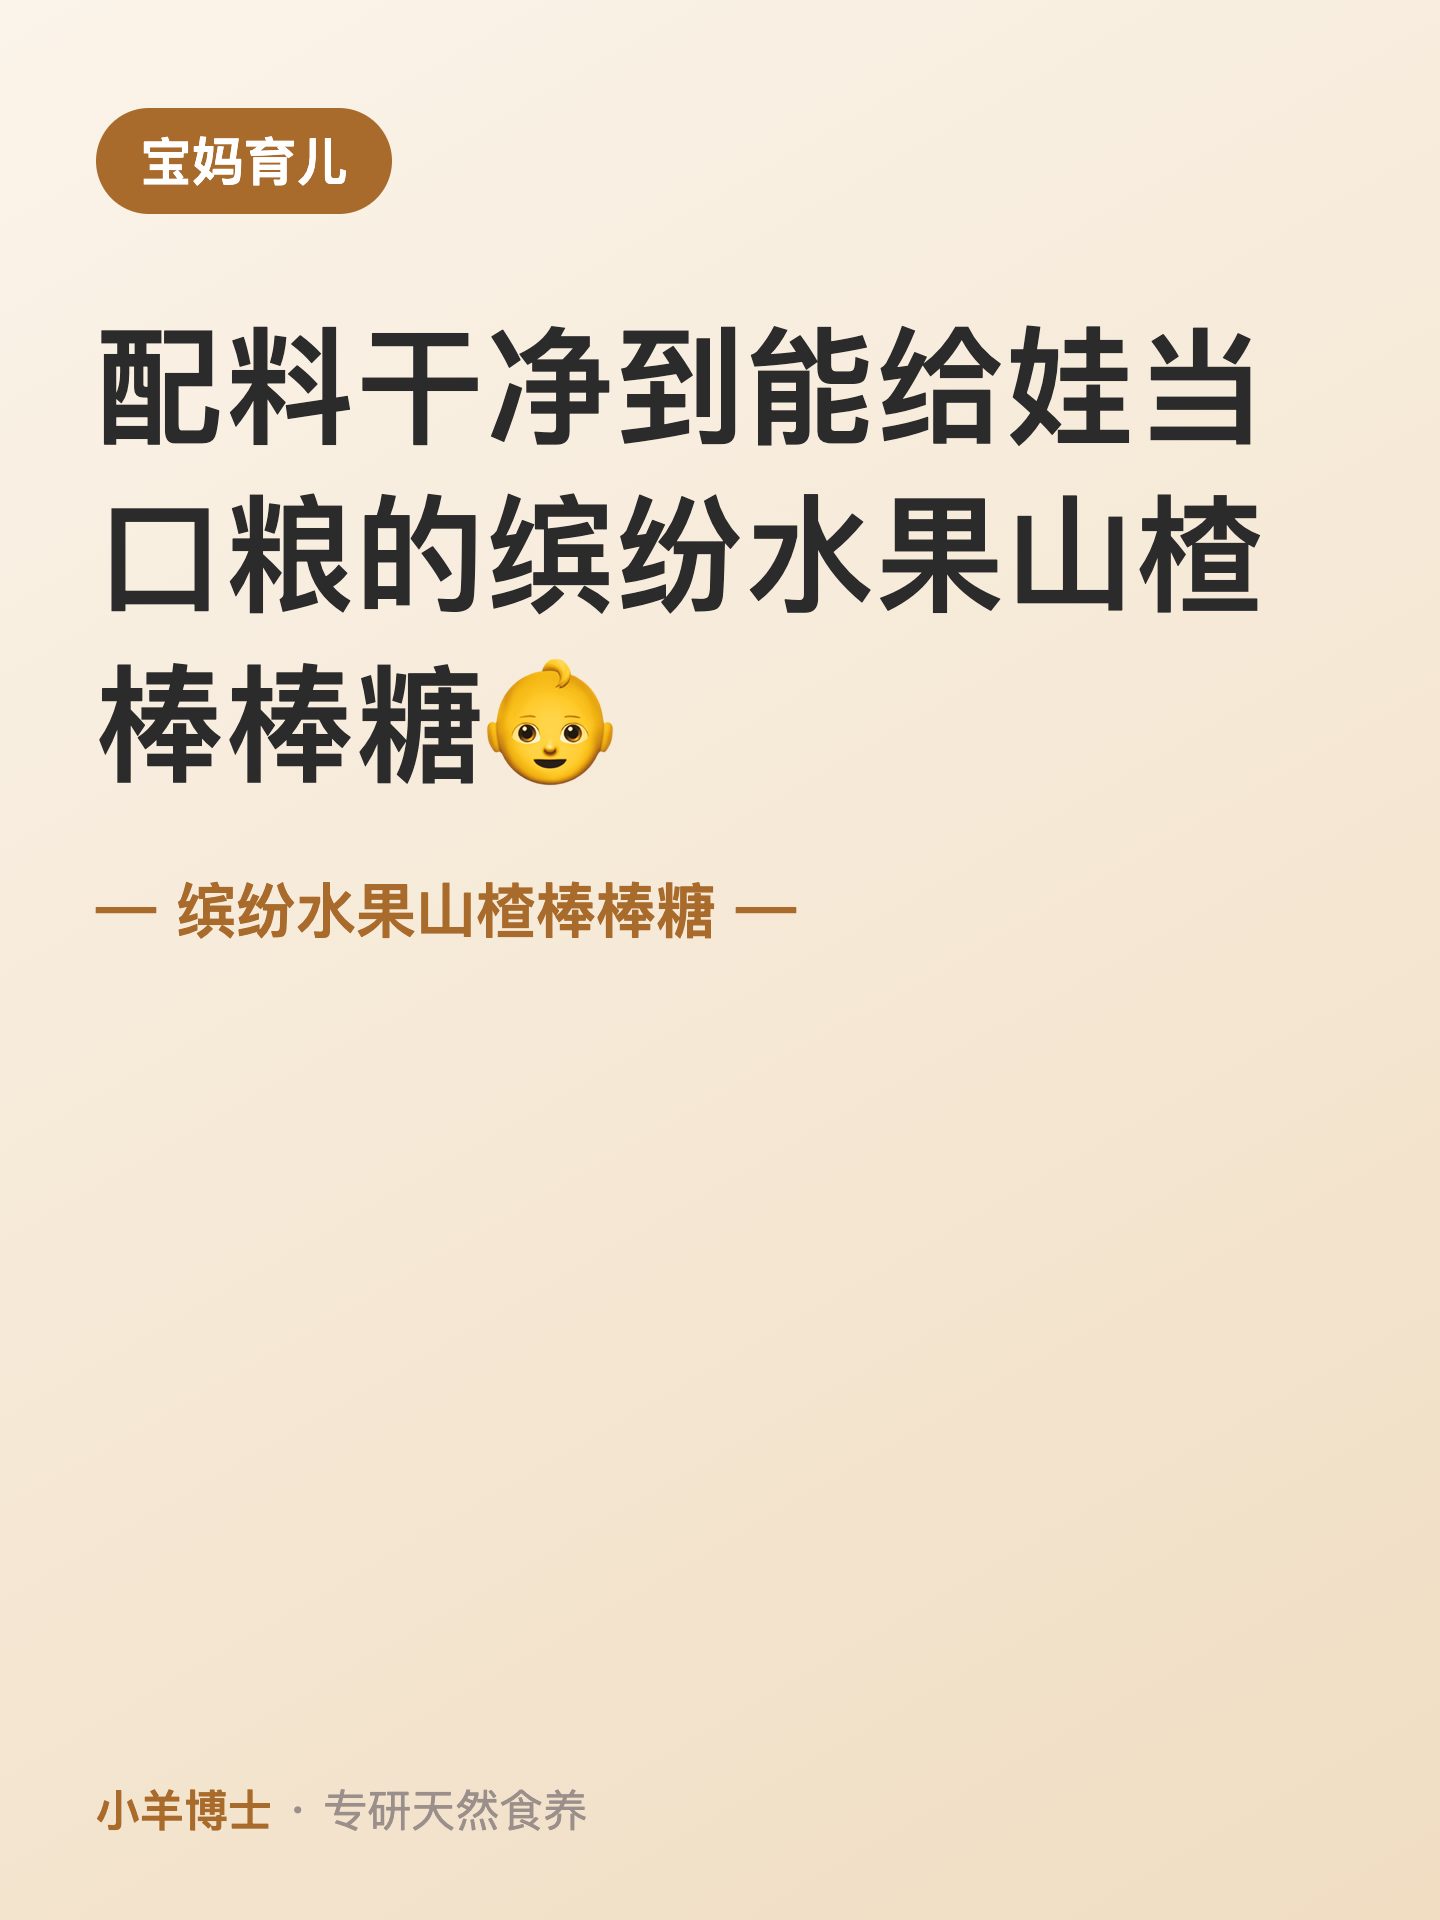 宝妈育儿
配料干净到能给娃当
口粮的缤纷水果山楂
棒棒糖👶
— 缤纷水果山楂棒棒糖 —
小羊博士 · 专研天然食养